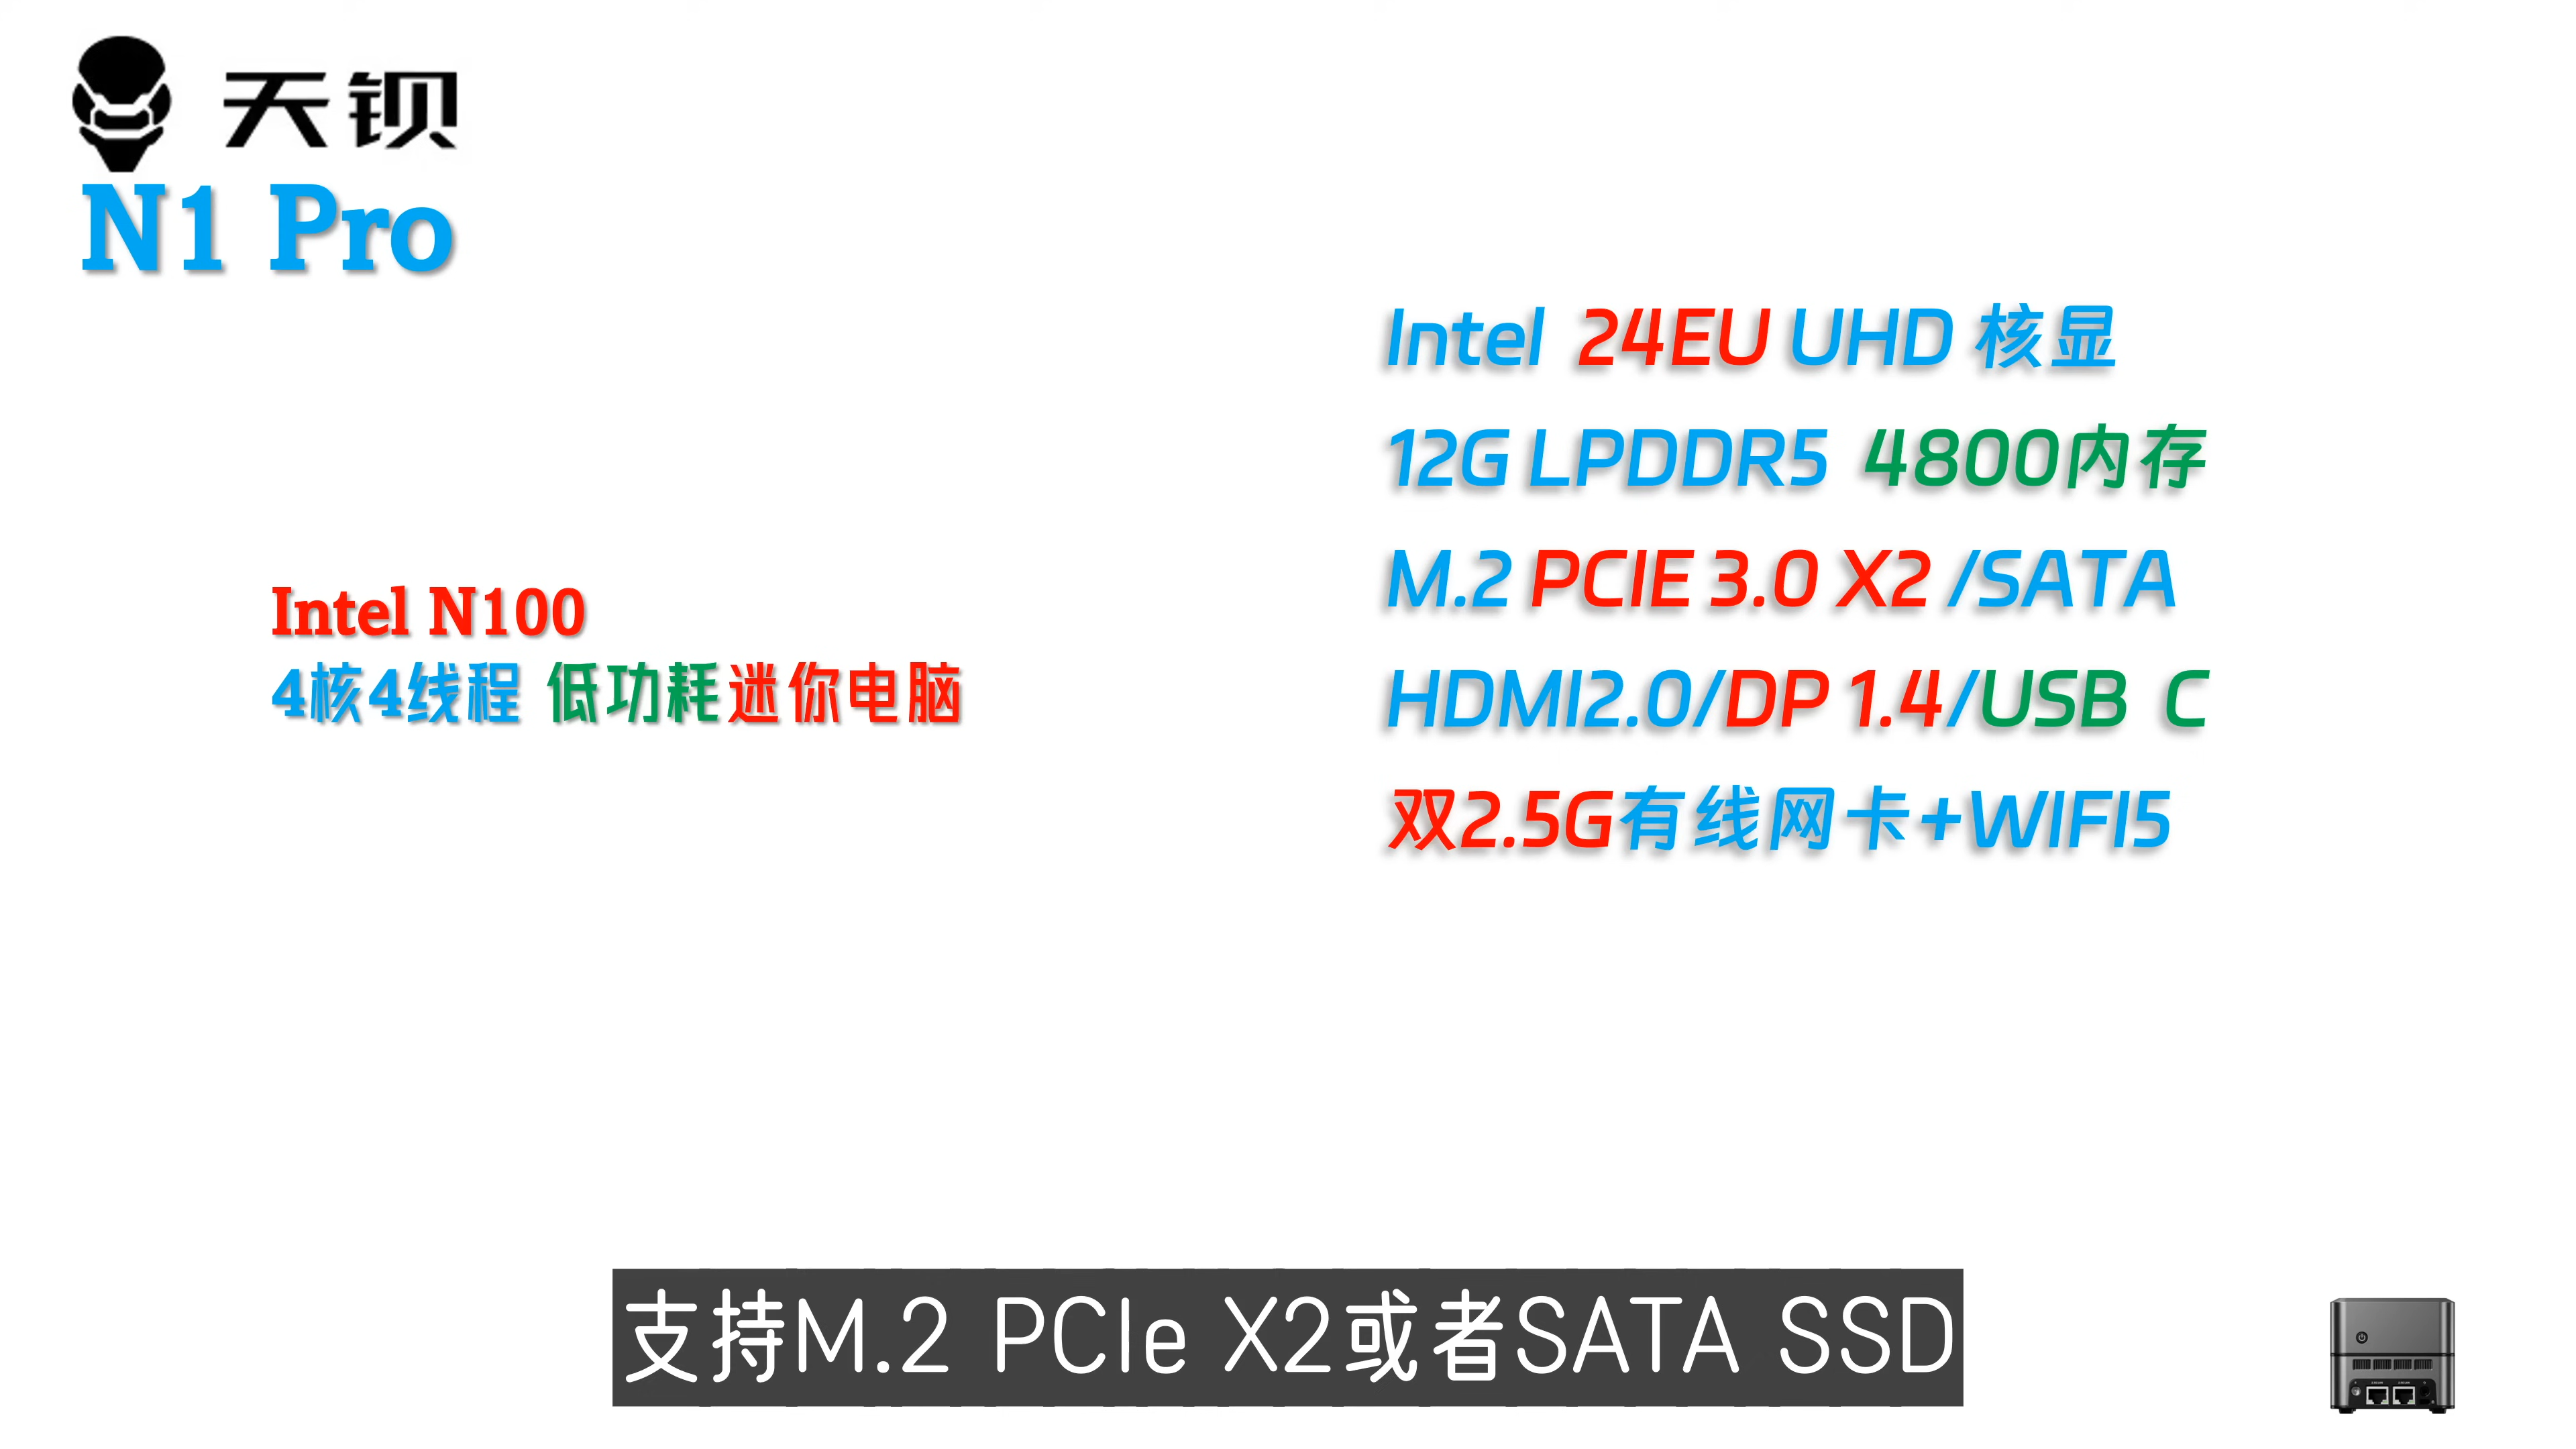 天钡
N1 Pro
Intel N100
4核4线程 低功耗迷你电脑
Intel 24EU UHD 核显
12G LPDDR5 4800内存
M.2 PCIE 3.0 X2 /SATA
HDMI2.0/DP 1.4/USB C
双2.5G有线网卡+WIFI5
支持M.2 PCIe X2或者SATA SSD